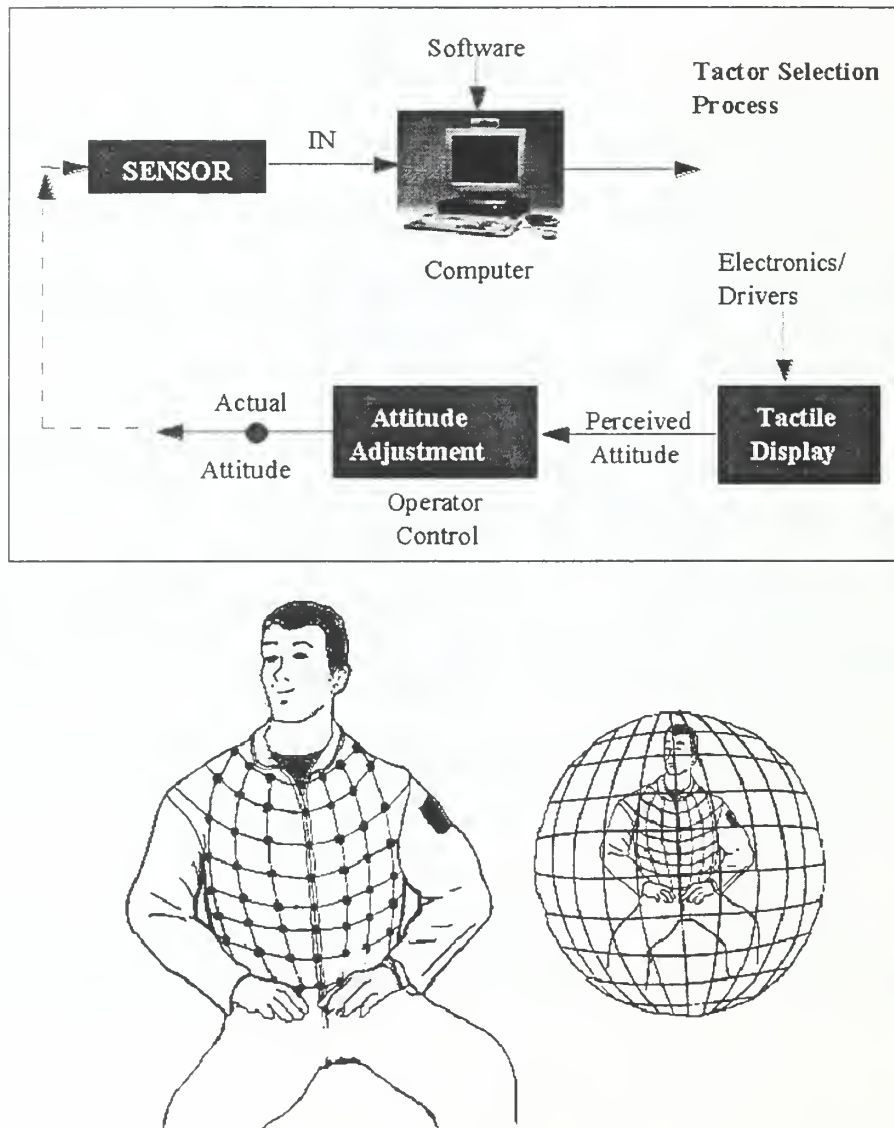 Software
Tactor Selection
Process
IN
SENSOR
Computer
Electronics/
Drivers
Actual
Attitude
Attitude
Adjustment
Operator
Control
Perceived
Attitude
Tactile
Display